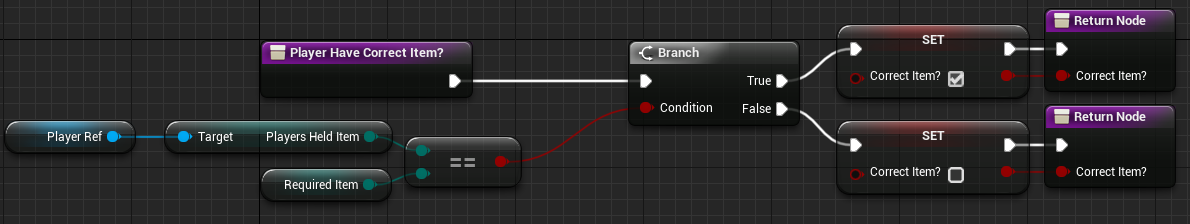 Player Have Correct Item?
Branch
True
Condition
False
SET
Correct Item?
Return Node
Correct Item?
SET
Correct Item?
Return Node
Correct Item?
Player Ref
Target Players Held Item
==
Required Item